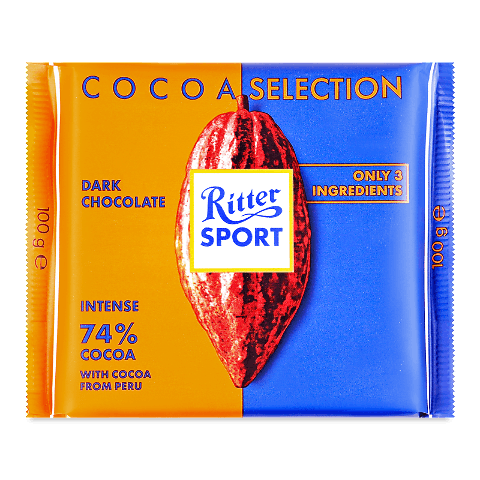 COCOA SELECTION
DARK
CHOCOLATE
ONLY 3
INGREDIENTS
Ritter
SPORT
100 g e
100 g e
INTENSE
74%
COCOA
WITH COCOA
FROM PERU